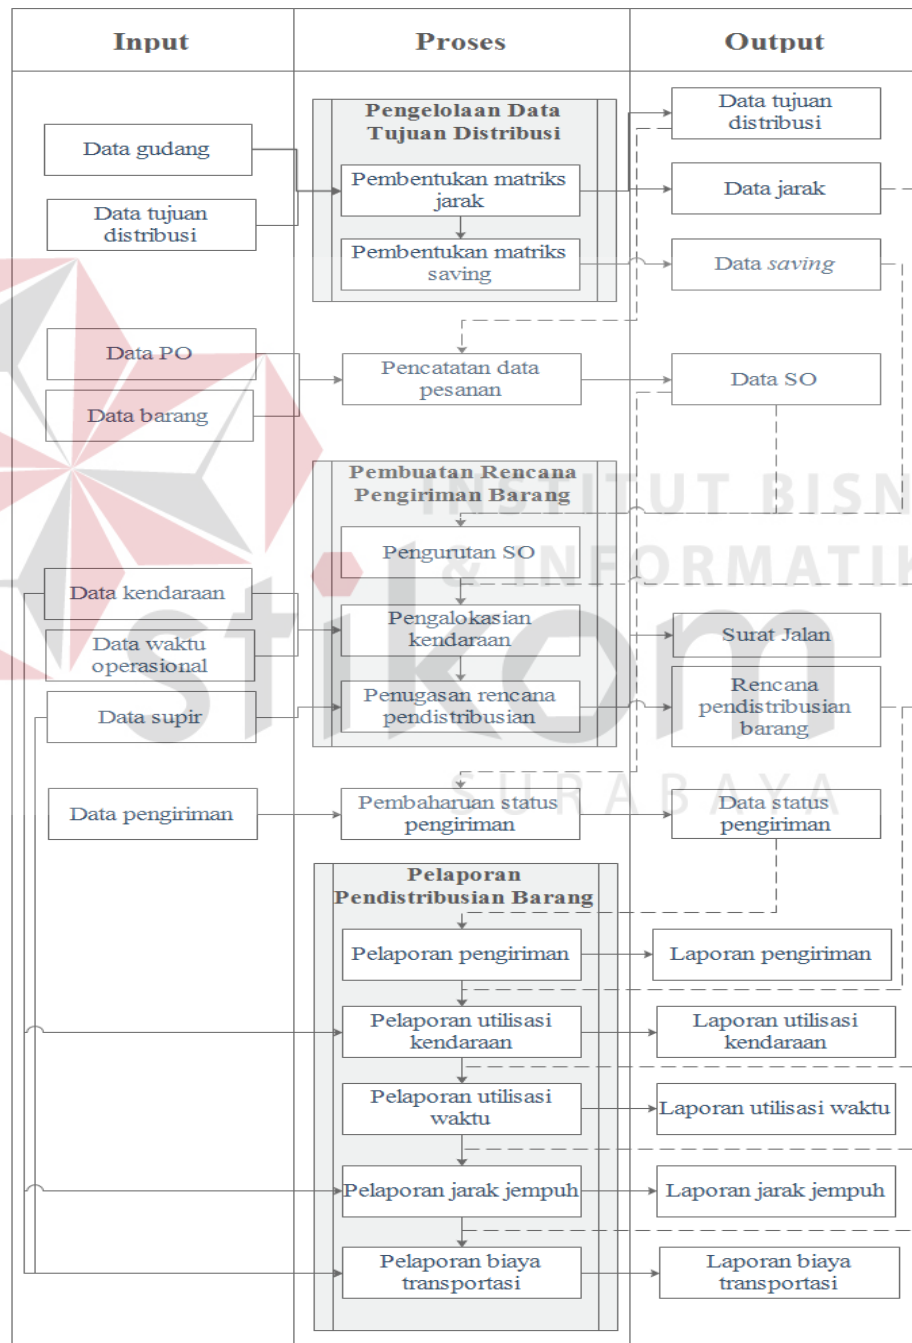 Input
Proses
Output
Pengelolaan Data
Tujuan Distribusi
Data gudang
Data tujuan
distribusi
Pembentukan matriks
jarak
Pembentukan matriks
saving
Data tujuan
distribusi
Data jarak
Data saving
Data PO
Data barang
Pencatatan data
pesanan
Data SO
Pembuatan Rencana
Pengiriman Barang
Pengurutan SO
Data kendaraan
Data waktu
operasional
Data supir
Pengalokasian
kendaraan
Penugasan rencana
pendistribusian
Surat Jalan
Rencana
pendistribusian
barang
Data pengiriman
Pembaharuan status
pengiriman
Data status
pengiriman
Pelaporan
Pendistribusian Barang
Pelaporan pengiriman
Laporan pengiriman
Pelaporan utilisasi
kendaraan
Laporan utilisasi
kendaraan
Pelaporan utilisasi
waktu
Laporan utilisasi waktu
Pelaporan jarak jempuh
Laporan jarak jempuh
Pelaporan biaya
transportasi
Laporan biaya
transportasi
INSTITUT BISN
& INFORMATIK
stikom
SURABAYA